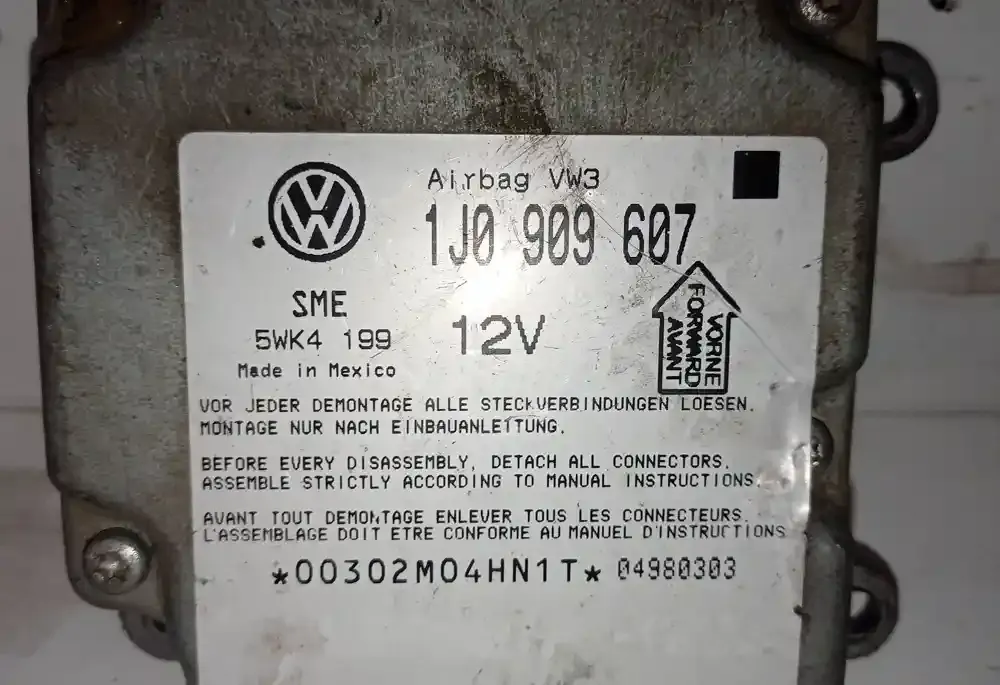 Airbag VW3
1J0 909 607
SME
5WK4 199
12V
VORNE
FORWARD
AVANT
Made in Mexico
VOR JEDER DEMONTAGE ALLE STECKVERBINDUNGEN LOESEN.
MONTAGE NUR NACH EINBAUANLEITUNG.
BEFORE EVERY DISASSEMBLY, DETACH ALL CONNECTORS.
ASSEMBLE STRICTLY ACCORDING TO MANUAL INSTRUCTIONS.
AVANT TOUT DEMONTAGE ENLEVER TOUS LES CONNECTEURS.
L'ASSEMBLAGE DOIT ETRE CONFORME AU MANUEL D'INSTRUCTIONS
*00302M04HN1T* 04980303